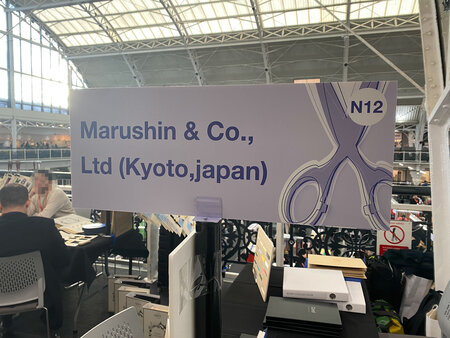 Marushin & Co.,
Ltd (Kyoto,japan)
N12